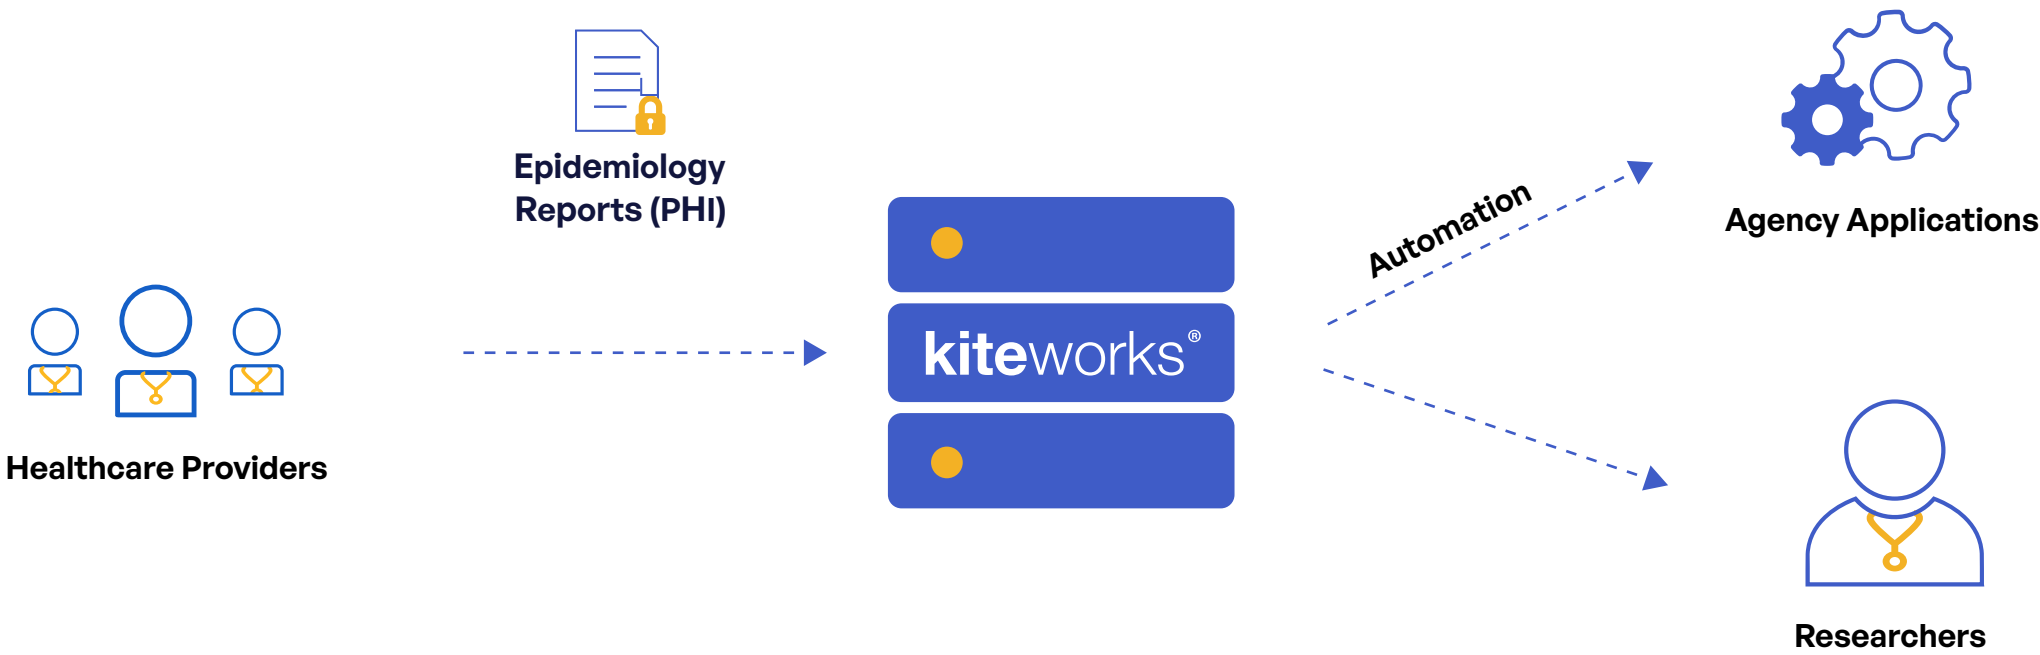 Epidemiology
Reports (PHI)
Healthcare Providers
kiteworks®
Automation
Agency Applications
Researchers